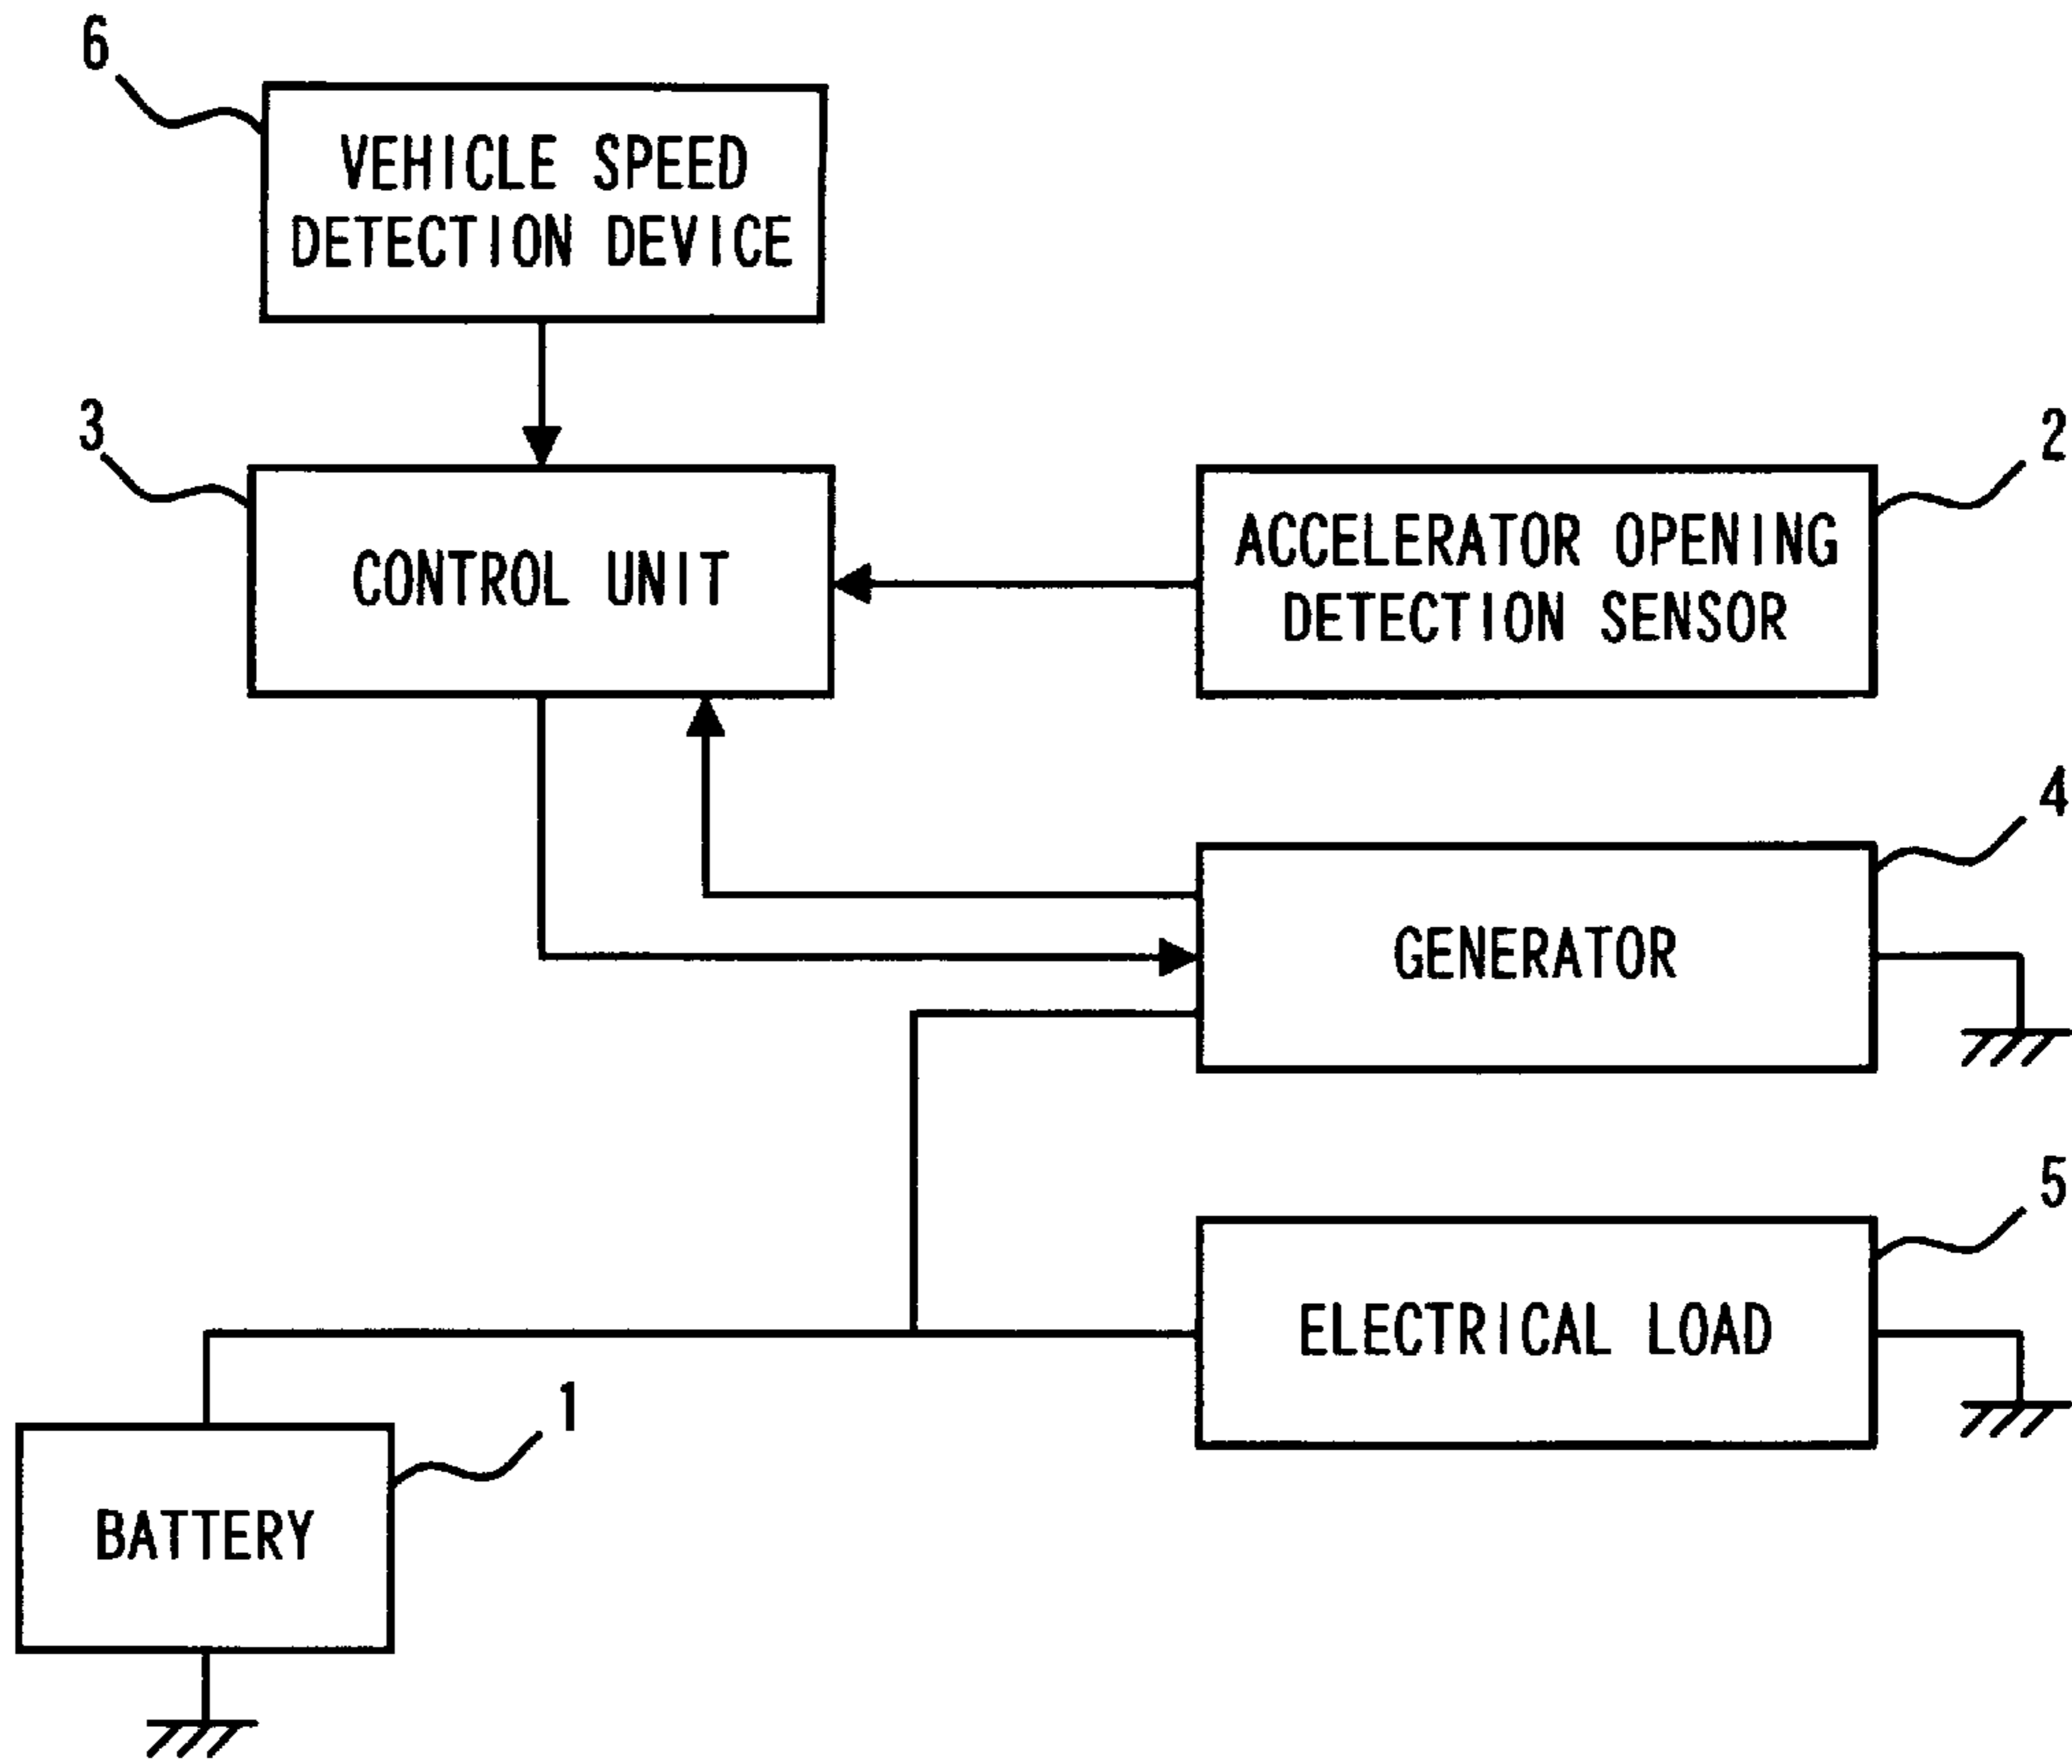 6
VEHICLE SPEED
DETECTION DEVICE
3
CONTROL UNIT
2
ACCELERATOR OPENING
DETECTION SENSOR
4
GENERATOR
5
ELECTRICAL LOAD
1
BATTERY